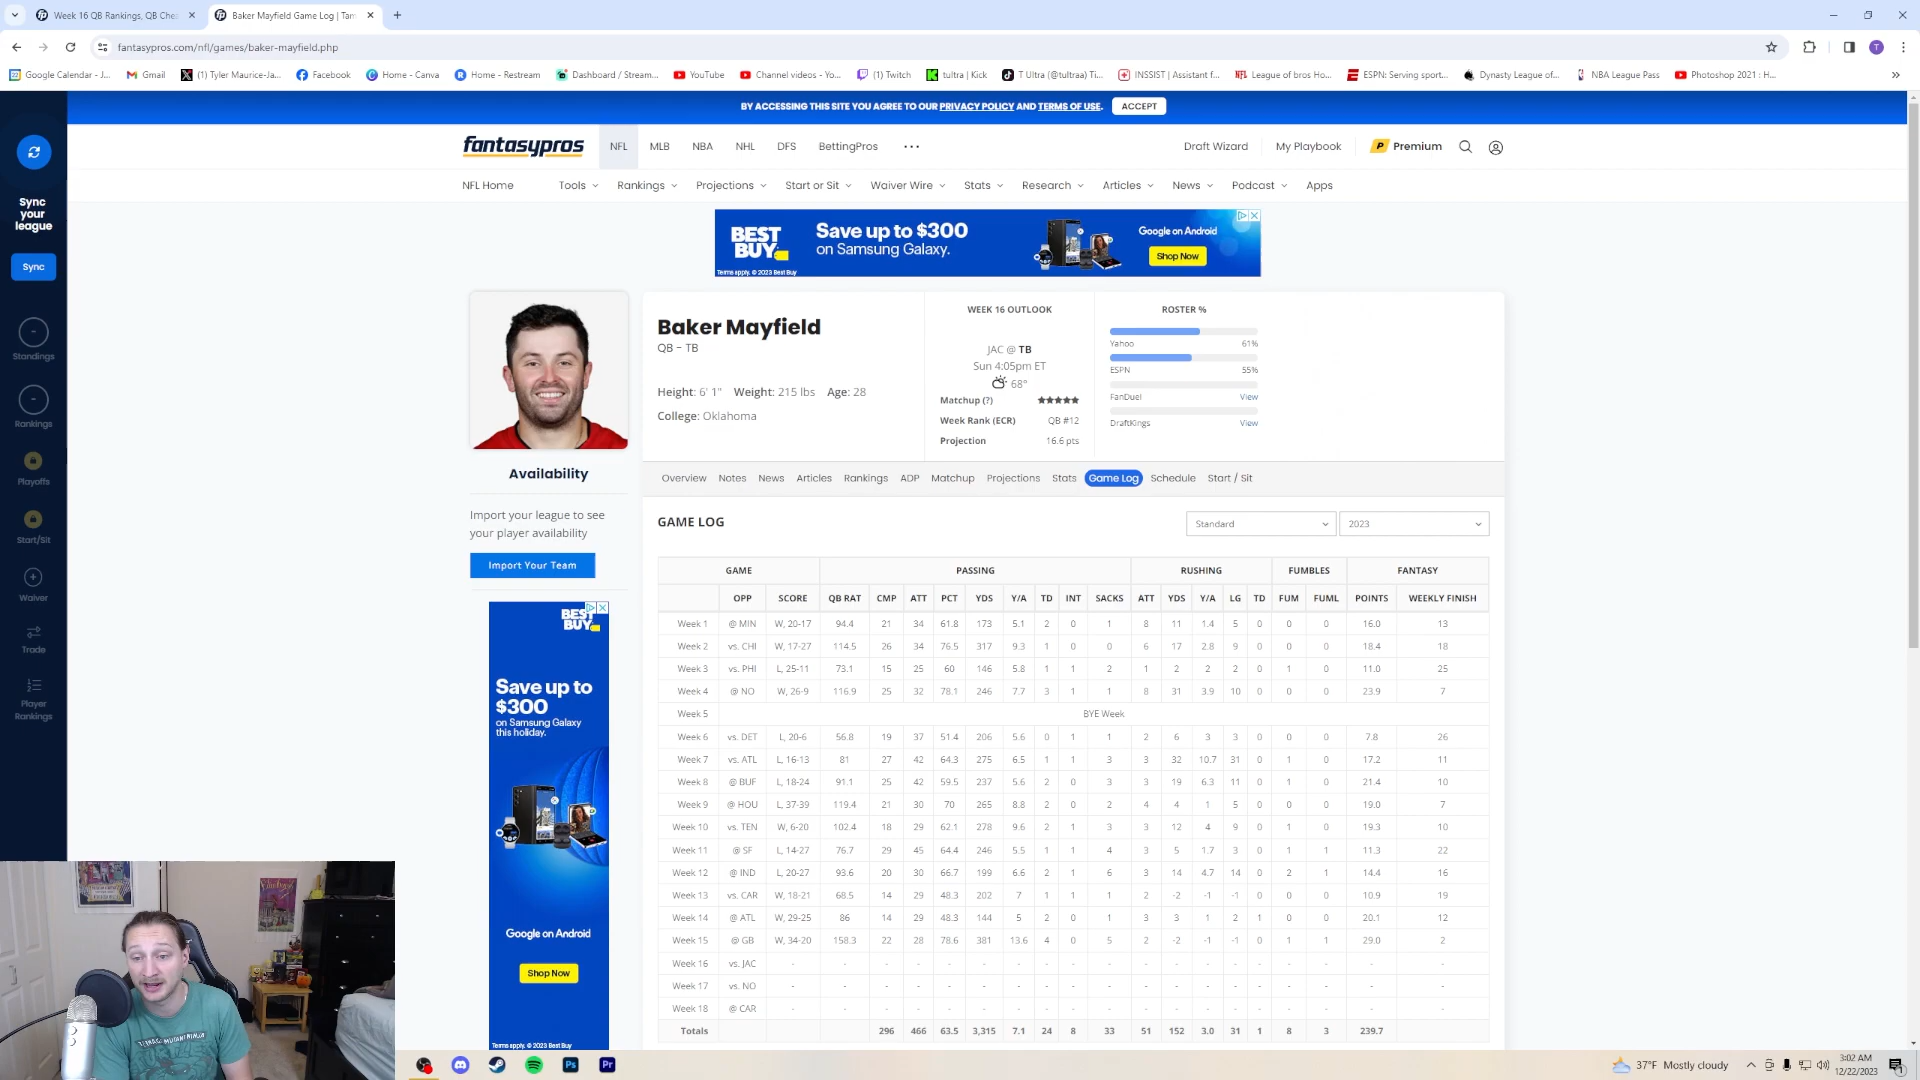 Week 16 QB Rankings, QB Chea
Baker Mayfield Game Log | Tam
fantasypros.com/nfl/games/baker-mayfield.php
Google Calendar - J...
Gmail
(1) Tyler Maurice-Ja...
Facebook
Home - Canva
Home - Restream
Dashboard / Stream...
YouTube
Channel videos - Yo...
(1) Twitch
tultra | Kick
T Ultra (@tultraa) Ti...
INSSIST | Assistant f...
League of bros Ho...
ESPN: Serving sport...
Dynasty League of...
NBA League Pass
Photoshop 2021 : H...
BY ACCESSING THIS SITE YOU AGREE TO OUR PRIVACY POLICY AND TERMS OF USE. ACCEPT
fantasypros NFL MLB NBA NHL DFS BettingPros ... Draft Wizard My Playbook P Premium
NFL Home Tools Rankings Projections Start or Sit Waiver Wire Stats Research Articles News Podcast Apps
Sync your league
Sync
Standings
Rankings
Playoffs
Start/Sit
Waiver
Trade
Player Rankings
BEST BUY
Save up to $300
on Samsung Galaxy.
Google on Android
Shop Now
Terms apply. © 2023 Best Buy
Baker Mayfield
QB - TB
Height: 6' 1" Weight: 215 lbs Age: 28
College: Oklahoma
WEEK 16 OUTLOOK
JAC @ TB
Sun 4:05pm ET
68°
Matchup (?) ★★★★★
Week Rank (ECR) QB #12
Projection 16.6 pts
ROSTER %
Yahoo 61%
ESPN 55%
FanDuel View
DraftKings View
Availability
Import your league to see
your player availability
Import Your Team
Overview Notes News Articles Rankings ADP Matchup Projections Stats Game Log Schedule Start / Sit
GAME LOG Standard 2023
GAME PASSING RUSHING FUMBLES FANTASY
OPP SCORE QB RAT CMP ATT PCT YDS Y/A TD INT SACKS ATT YDS Y/A LG TD FUM FUML POINTS WEEKLY FINISH
Week 1 @ MIN W, 20-17 94.4 21 34 61.8 173 5.1 2 0 1 8 11 1.4 5 0 0 0 16.0 13
Week 2 vs. CHI W, 17-27 114.5 26 34 76.5 317 9.3 1 0 0 6 17 2.8 9 0 0 0 18.4 18
Week 3 vs. PHI L, 25-11 73.1 15 25 60 146 5.8 1 1 2 1 2 2 2 0 1 0 11.0 25
Week 4 @ NO W, 26-9 116.9 25 32 78.1 246 7.7 3 1 1 8 31 3.9 10 0 0 0 23.9 7
Week 5 BYE Week
Week 6 vs. DET L, 20-6 56.8 19 37 51.4 206 5.6 0 1 1 2 6 3 3 0 0 0 7.8 26
Week 7 vs. ATL L, 16-13 81 27 42 64.3 275 6.5 1 1 3 3 32 10.7 31 0 1 0 17.2 11
Week 8 @ BUF L, 18-24 91.1 25 42 59.5 237 5.6 2 0 3 3 19 6.3 11 0 1 0 21.4 10
Week 9 @ HOU L, 37-39 119.4 21 30 70 265 8.8 2 0 2 4 4 1 5 0 0 0 19.0 7
Week 10 vs. TEN W, 6-20 102.4 18 29 62.1 278 9.6 2 1 3 3 12 4 9 0 1 0 19.3 10
Week 11 @ SF L, 14-27 76.7 29 45 64.4 246 5.5 1 1 4 3 5 1.7 3 0 1 1 11.3 22
Week 12 @ IND L, 20-27 93.6 20 30 66.7 199 6.6 2 1 6 3 14 4.7 14 0 2 1 14.4 16
Week 13 vs. CAR W, 18-21 68.5 14 29 48.3 202 7 1 1 1 2 -2 -1 -1 0 0 0 10.9 19
Week 14 @ ATL W, 29-25 86 14 29 48.3 144 5 2 0 1 3 3 1 2 1 0 0 20.1 12
Week 15 @ GB W, 34-20 158.3 22 28 78.6 381 13.6 4 0 5 2 -2 -1 -1 0 1 1 29.0 2
Week 16 vs. JAC - - - - - - - - - - - - - - - - - - -
Week 17 vs. NO - - - - - - - - - - - - - - - - - - -
Week 18 @ CAR - - - - - - - - - - - - - - - - - - -
Totals 296 466 63.5 3,315 7.1 24 8 33 51 152 3.0 31 1 8 3 239.7
BEST BUY
Save up to
$300
on Samsung Galaxy
this holiday.
Google on Android
Shop Now
Terms apply. © 2023 Best Buy
37°F Mostly cloudy
3:02 AM
12/22/2023